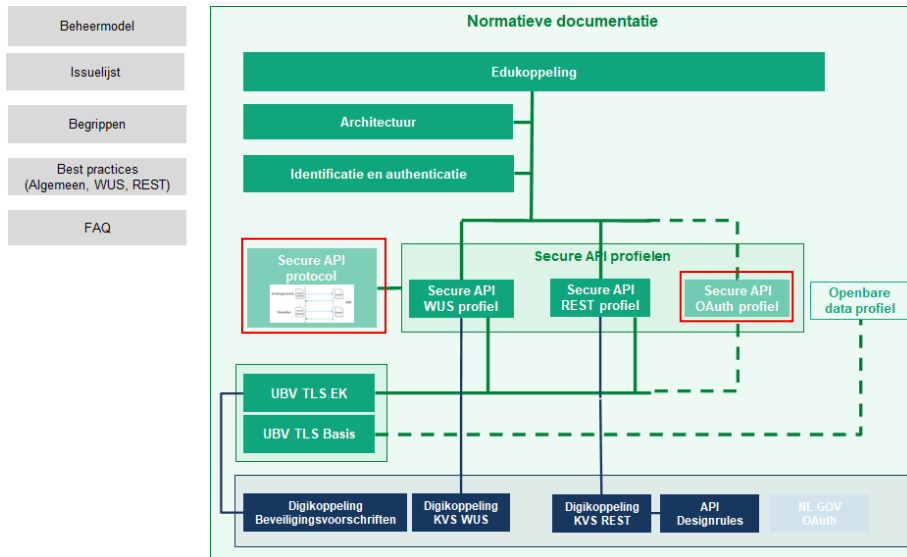 Beheermodel
Issuelijst
Begrippen
Best practices
(Algemeen, WUS, REST)
FAQ
Normatieve documentatie
Edukoppeling
Architectuur
Identificatie en authenticatie
Secure API
protocol
Secure API profielen
Secure API
WUS profiel
Secure API
REST profiel
Secure API
OAuth profiel
Openbare
data profiel
UBV TLS EK
UBV TLS Basis
Digikoppeling
Beveiligingsvoorschriften
Digikoppeling
KVS WUS
Digikoppeling
KVS REST
API
Designrules
NL GOV
OAuth